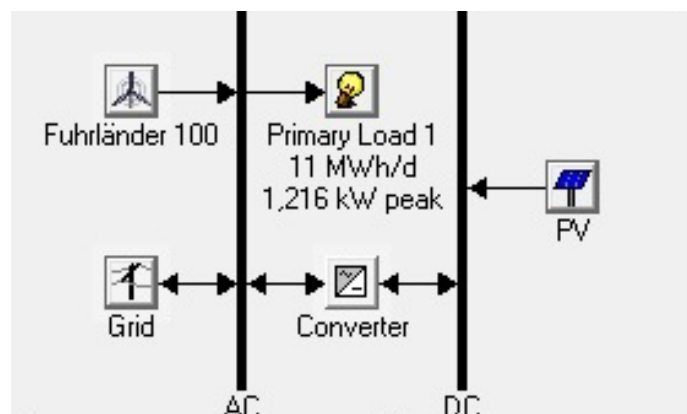 Fuhrländer 100
Primary Load 1
11 MWh/d
1,216 kW peak
PV
Grid
Converter
AC
DC